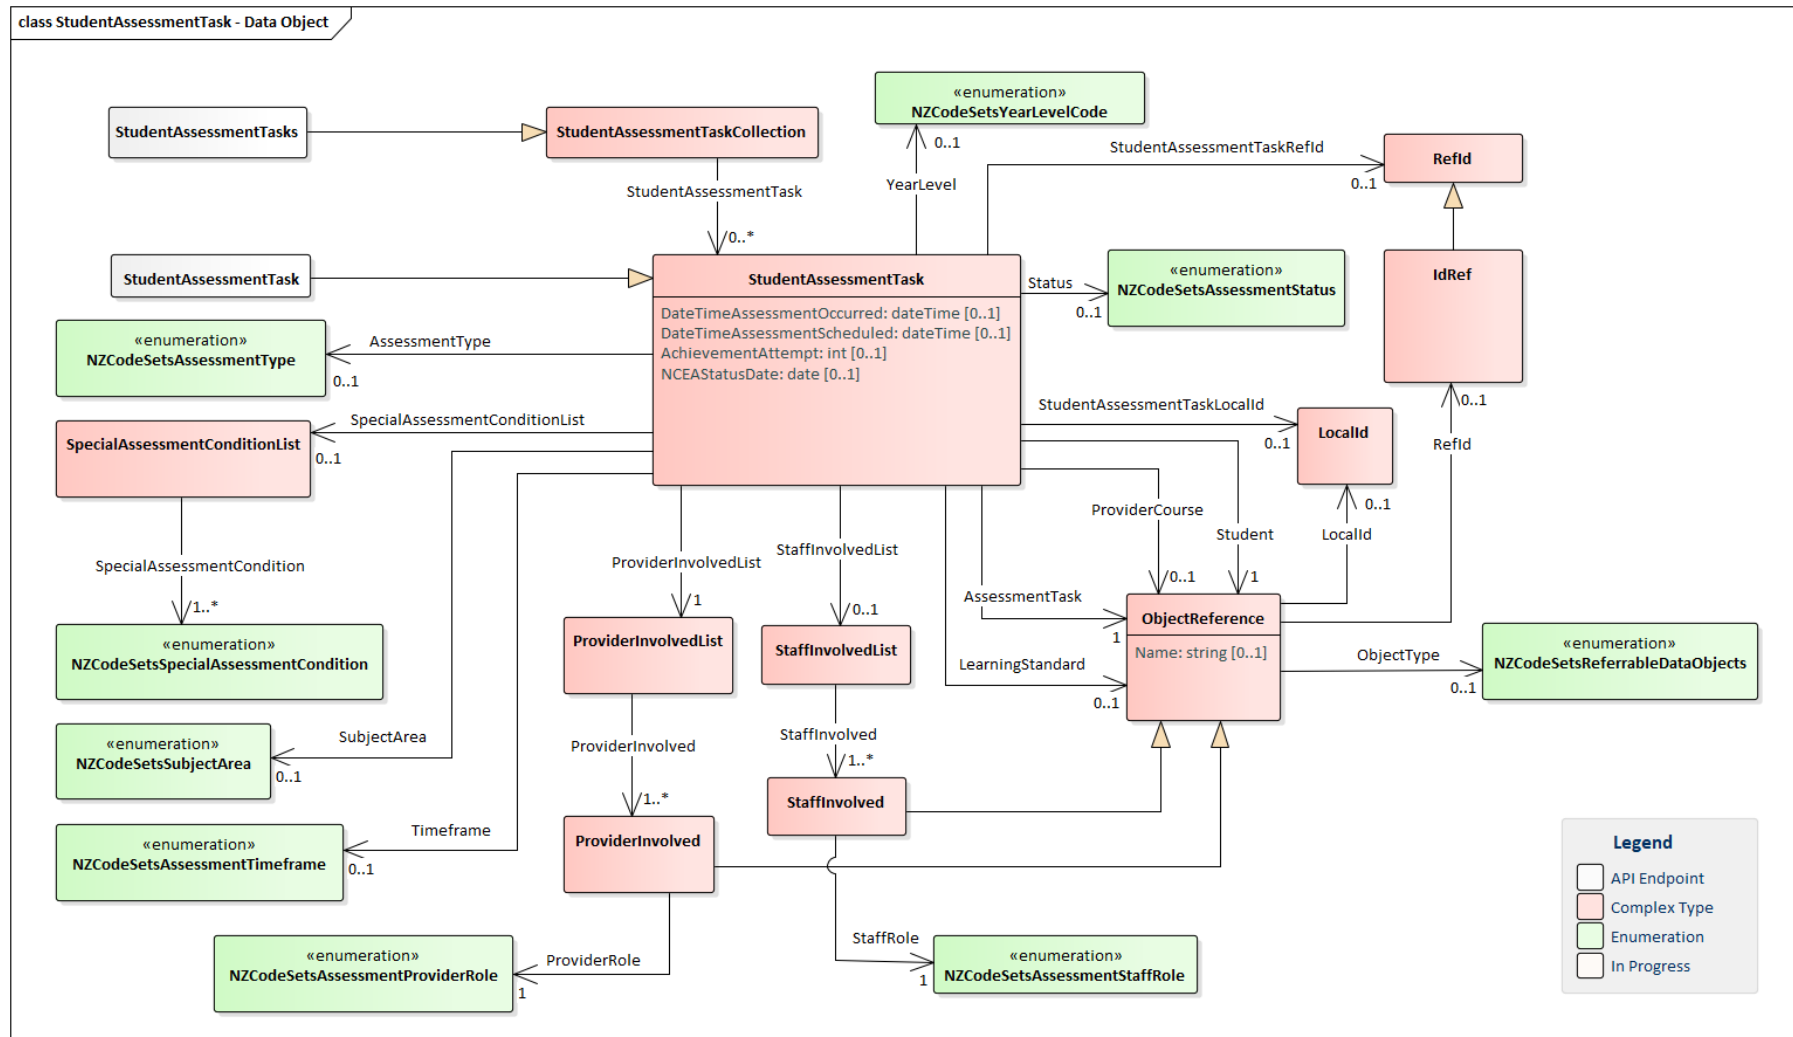 class StudentAssessmentTask - Data Object
«enumeration»
NZCodeSetsYearLevelCode
0..1
YearLevel
StudentAssessmentTasks
StudentAssessmentTaskCollection
StudentAssessmentTask
0..*
StudentAssessmentTaskRefId
0..1
RefId
IdRef
0..1
RefId
StudentAssessmentTask
StudentAssessmentTask
DateTimeAssessmentOccurred: dateTime [0..1]
DateTimeAssessmentScheduled: dateTime [0..1]
AchievementAttempt: int [0..1]
NCEAStatusDate: date [0..1]
Status
0..1
«enumeration»
NZCodeSetsAssessmentStatus
«enumeration»
NZCodeSetsAssessmentType
AssessmentType
0..1
SpecialAssessmentConditionList
SpecialAssessmentConditionList
0..1
StudentAssessmentTaskLocalId
0..1
LocalId
0..1
LocalId
ProviderCourse
0..1
Student
1
SpecialAssessmentCondition
1..*
«enumeration»
NZCodeSetsSpecialAssessmentCondition
ProviderInvolvedList
1
ProviderInvolvedList
StaffInvolvedList
0..1
StaffInvolvedList
AssessmentTask
1
LearningStandard
0..1
ObjectReference
Name: string [0..1]
ObjectType
0..1
«enumeration»
NZCodeSetsReferrableDataObjects
«enumeration»
NZCodeSetsSubjectArea
SubjectArea
0..1
ProviderInvolved
1..*
ProviderInvolved
StaffInvolved
1..*
StaffInvolved
«enumeration»
NZCodeSetsAssessmentTimeframe
Timeframe
0..1
«enumeration»
NZCodeSetsAssessmentProviderRole
ProviderRole
1
StaffRole
1
«enumeration»
NZCodeSetsAssessmentStaffRole
Legend
API Endpoint
Complex Type
Enumeration
In Progress